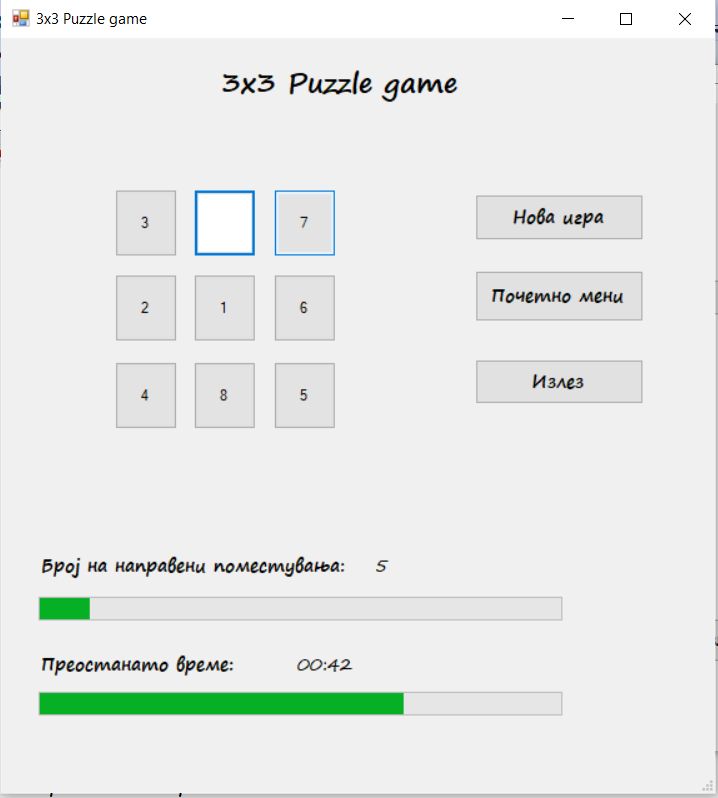 3x3 Puzzle game
3x3 Puzzle game
3 7
2 1 6
4 8 5
Нова игра
Почетно мени
Излез
Број на направени поместувања: 5
Преостанато време: 00:42